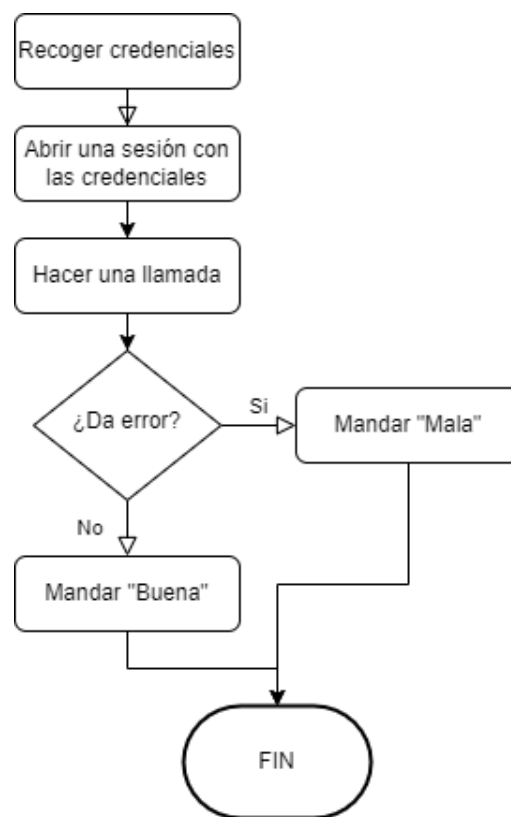 Recoger credenciales
Abrir una sesión con
las credenciales
Hacer una llamada
¿Da error?
Si
Mandar "Mala"
No
Mandar "Buena"
FIN